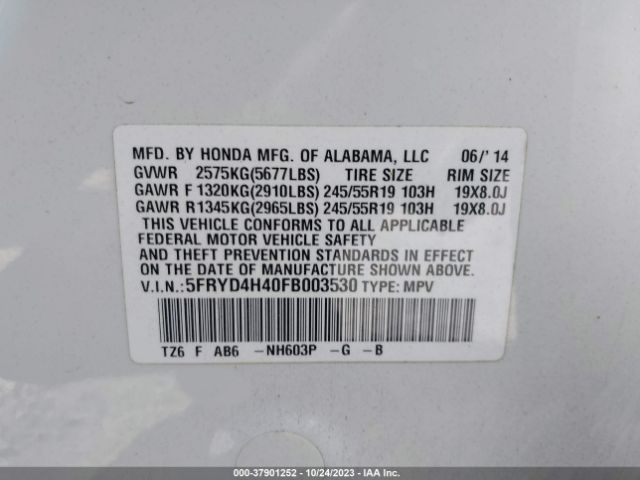 MFD. BY HONDA MFG. OF ALABAMA, LLC 06/' 14
GVWR 2575KG(5677LBS) TIRE SIZE RIM SIZE
GAWR F 1320KG(2910LBS) 245/55R19 103H 19X8.0J
GAWR R1345KG(2965LBS) 245/55R19 103H 19X8.0J
THIS VEHICLE CONFORMS TO ALL APPLICABLE
FEDERAL MOTOR VEHICLE SAFETY
AND THEFT PREVENTION STANDARDS IN EFFECT
ON THE DATE OF MANUFACTURE SHOWN ABOVE.
V.I.N.: 5FRYD4H40FB003530 TYPE: MPV
TZ6 F AB6 -NH603P -G -B
000-37901252 - 10/24/2023 - IAA Inc.